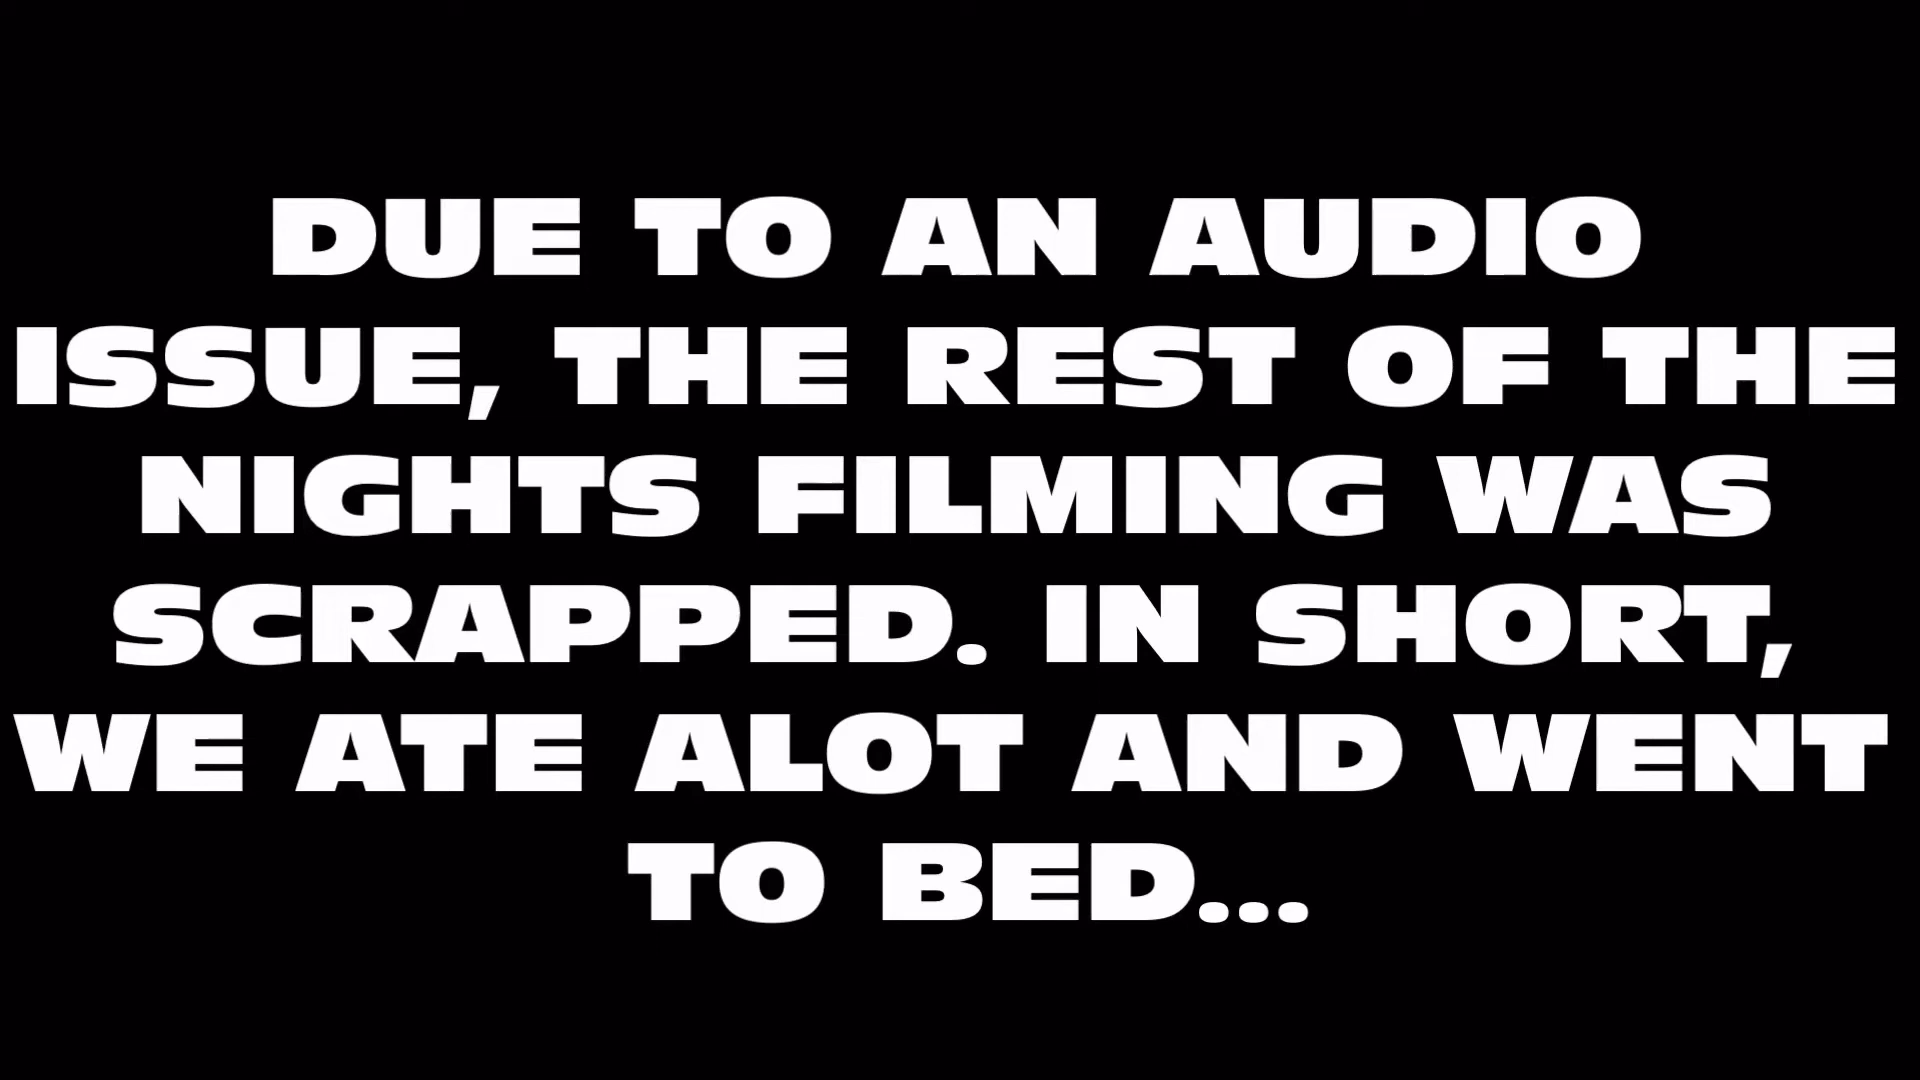 DUE TO AN AUDIO
ISSUE, THE REST OF THE
NIGHTS FILMING WAS
SCRAPPED. IN SHORT,
WE ATE ALOT AND WENT
TO BED...